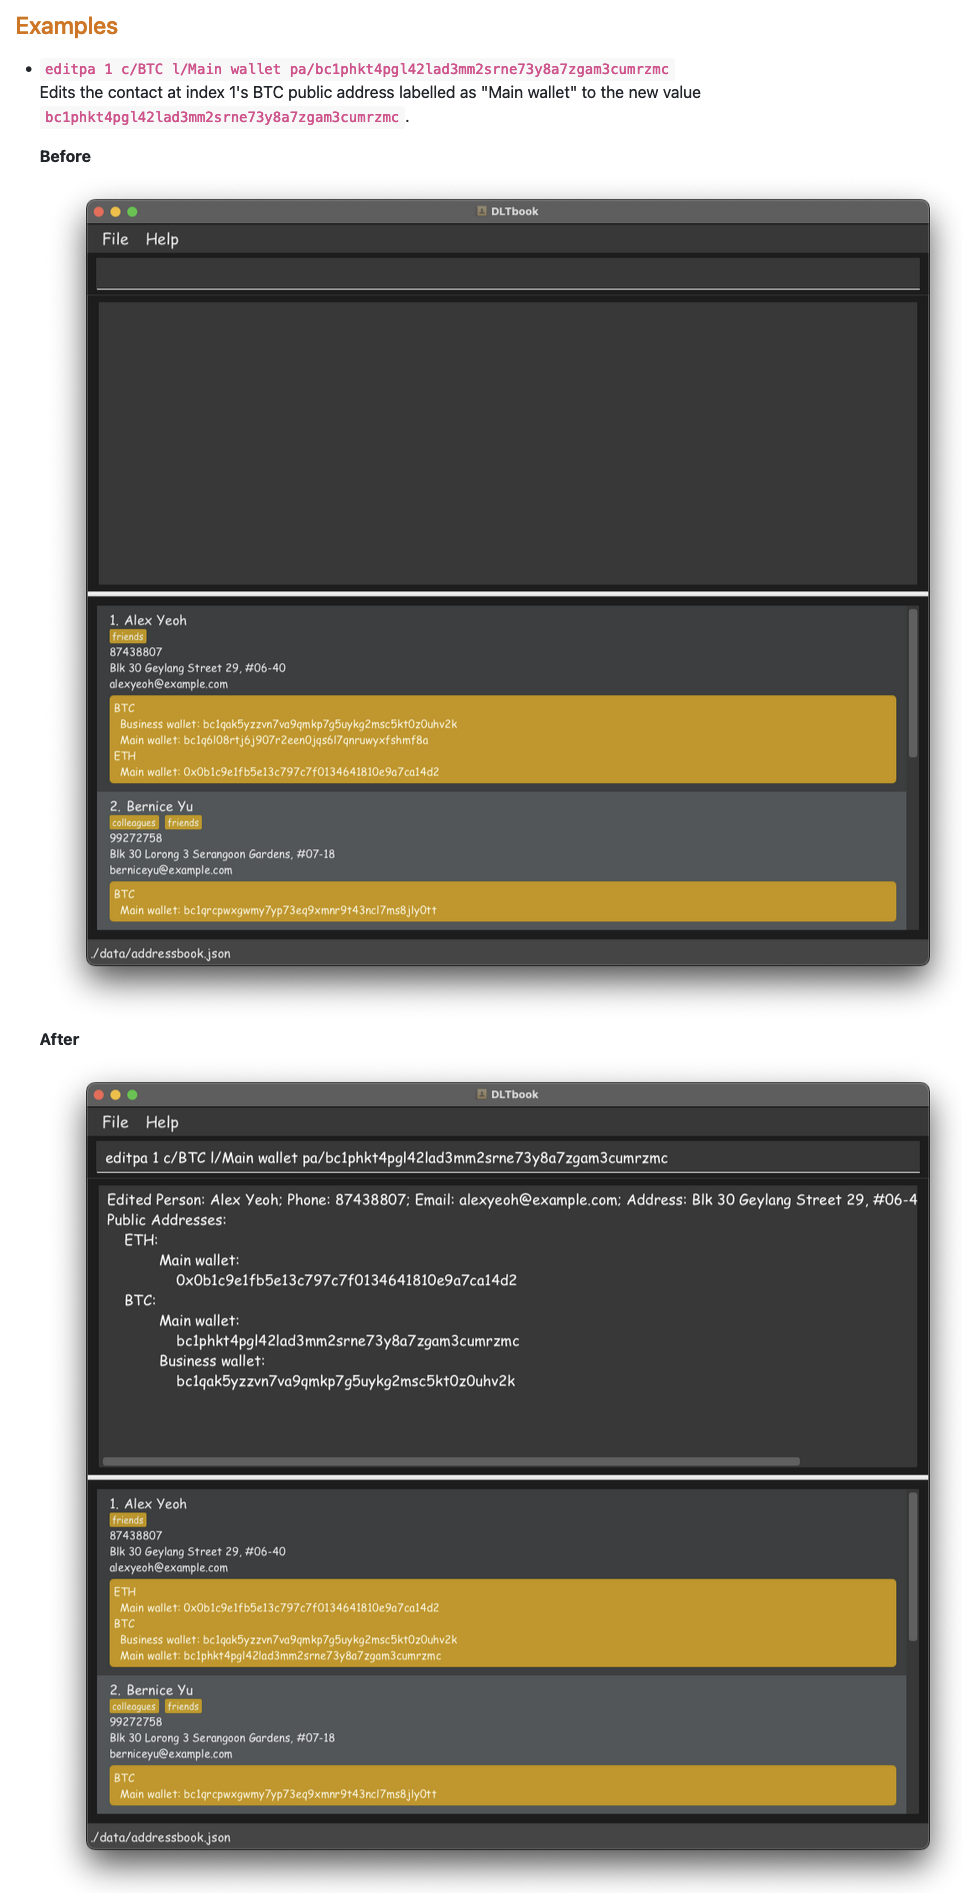 Examples
editpa 1 c/BTC l/Main wallet pa/bc1phkt4pgl42lad3mm2srne73y8a7zgam3cumrzmc
Edits the contact at index 1's BTC public address labelled as "Main wallet" to the new value
bc1phkt4pgl42lad3mm2srne73y8a7zgam3cumrzmc.
Before
DLTbook
File Help
1. Alex Yeoh
friends
87438807
Blk 30 Geylang Street 29, #06-40
alexyeoh@example.com
BTC
Business wallet: bc1qak5yzzvn7va9qmkp7g5uykg2msc5kt0z0uhv2k
Main wallet: bc1q6l08rtj6j907r2een0jqs6l7qnruwyxfshmf8a
ETH
Main wallet: 0x0b1c9e1fb5e13c797c7f0134641810e9a7ca14d2
2. Bernice Yu
colleagues friends
99272758
Blk 30 Lorong 3 Serangoon Gardens, #07-18
berniceyu@example.com
BTC
Main wallet: bc1qrcpwxgwmy7yp73eq9xmnr9t43ncl7ms8jly0tt
./data/addressbook.json
After
DLTbook
File Help
editpa 1 c/BTC l/Main wallet pa/bc1phkt4pgl42lad3mm2srne73y8a7zgam3cumrzmc
Edited Person: Alex Yeoh; Phone: 87438807; Email: alexyeoh@example.com; Address: Blk 30 Geylang Street 29, #06-4
Public Addresses:
ETH:
Main wallet:
0x0b1c9e1fb5e13c797c7f0134641810e9a7ca14d2
BTC:
Main wallet:
bc1phkt4pgl42lad3mm2srne73y8a7zgam3cumrzmc
Business wallet:
bc1qak5yzzvn7va9qmkp7g5uykg2msc5kt0z0uhv2k
1. Alex Yeoh
friends
87438807
Blk 30 Geylang Street 29, #06-40
alexyeoh@example.com
ETH
Main wallet: 0x0b1c9e1fb5e13c797c7f0134641810e9a7ca14d2
BTC
Business wallet: bc1qak5yzzvn7va9qmkp7g5uykg2msc5kt0z0uhv2k
Main wallet: bc1phkt4pgl42lad3mm2srne73y8a7zgam3cumrzmc
2. Bernice Yu
colleagues friends
99272758
Blk 30 Lorong 3 Serangoon Gardens, #07-18
berniceyu@example.com
BTC
Main wallet: bc1qrcpwxgwmy7yp73eq9xmnr9t43ncl7ms8jly0tt
./data/addressbook.json